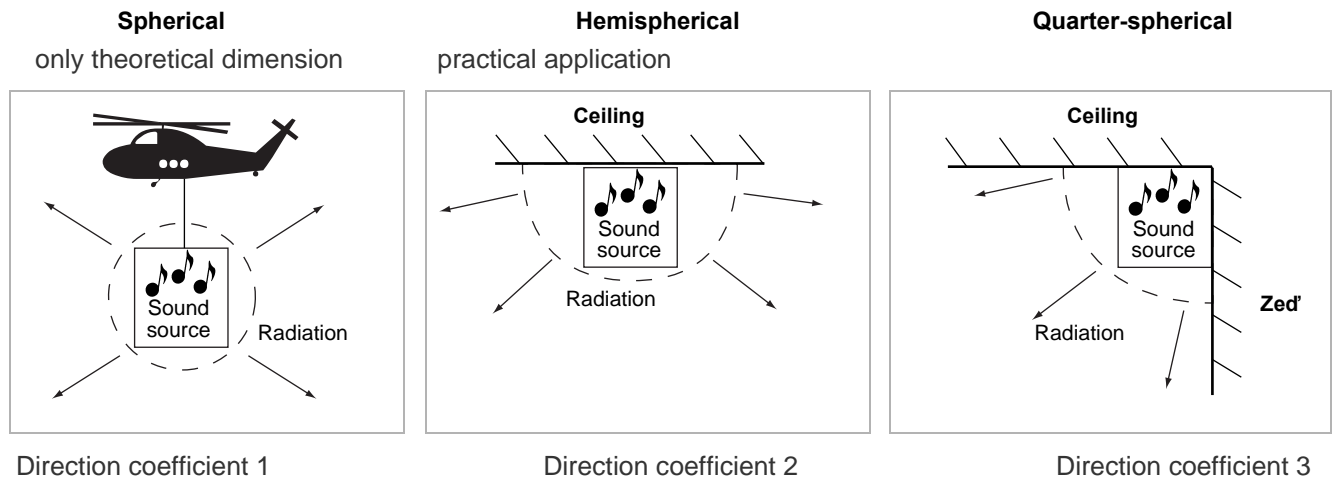 Spherical
only theoretical dimension
Sound
source
Radiation
Direction coefficient 1
Hemispherical
practical application
Ceiling
Sound
source
Radiation
Direction coefficient 2
Quarter-spherical
Ceiling
Sound
source
Zeď
Radiation
Direction coefficient 3